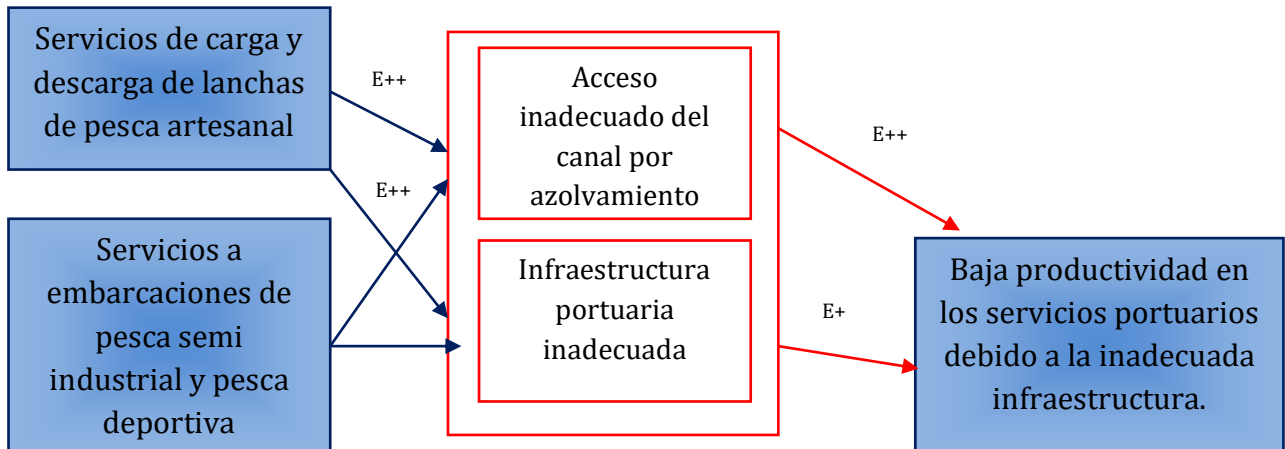 Servicios de carga y
descarga de lanchas
de pesca artesanal
Servicios a
embarcaciones de
pesca semi
industrial y pesca
deportiva
E++
E++
Acceso
inadecuado del
canal por
azolvamiento
Infraestructura
portuaria
inadecuada
E++
E+
Baja productividad en
los servicios portuarios
debido a la inadecuada
infraestructura.